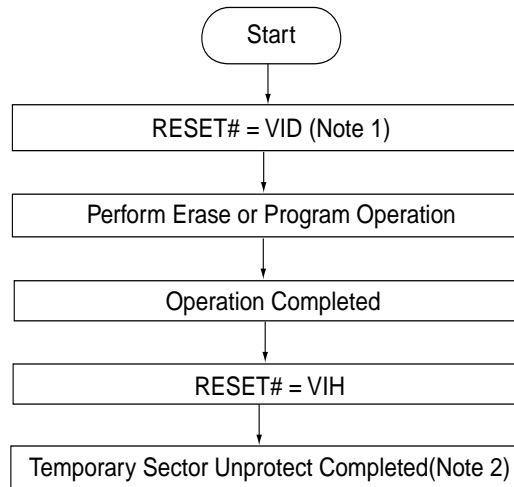 Start
RESET# = VID (Note 1)
Perform Erase or Program Operation
Operation Completed
RESET# = VIH
Temporary Sector Unprotect Completed(Note 2)